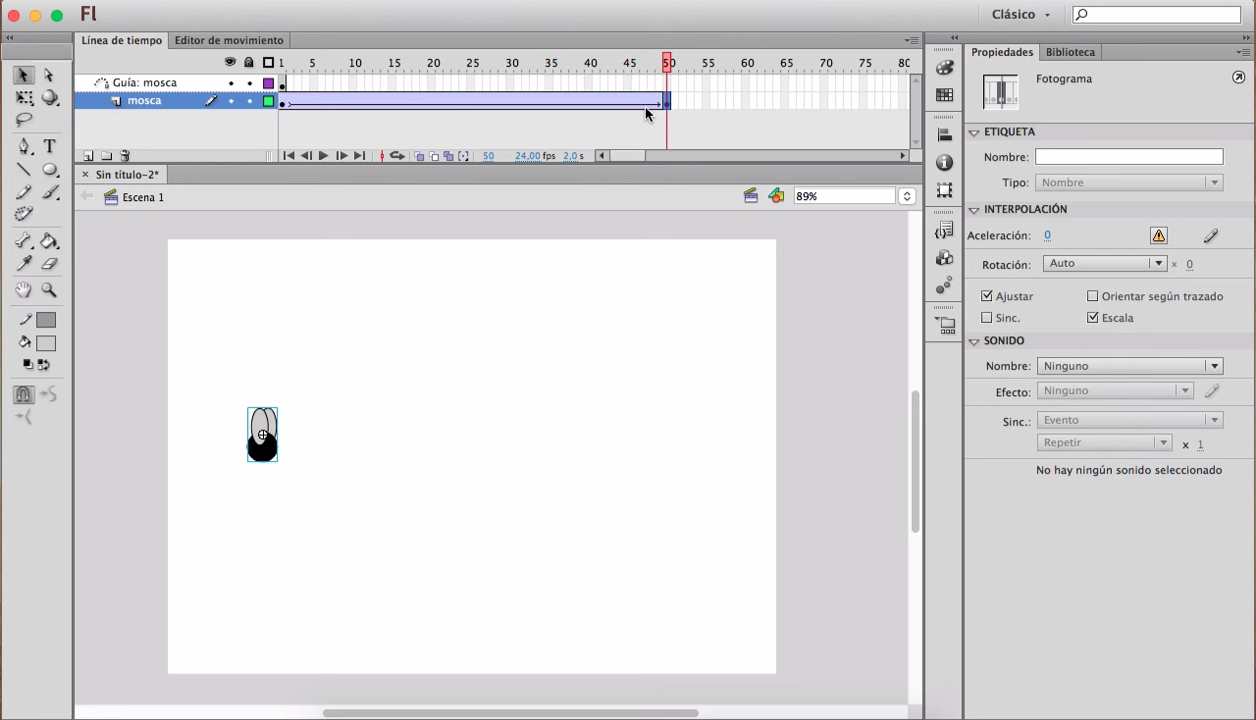 Fl
Clásico
Línea de tiempo
Editor de movimiento
1 5 10 15 20 25 30 35 40 45 50 55 60 65 70 75 80
Guía: mosca
mosca
50 24,00 fps 2,0 s
Sin título-2*
Escena 1
89%
T
Propiedades
Biblioteca
Fotograma
ETIQUETA
Nombre:
Tipo: Nombre
INTERPOLACIÓN
Aceleración: 0
Rotación: Auto x 0
Ajustar
Orientar según trazado
Sinc.
Escala
SONIDO
Nombre: Ninguno
Efecto: Ninguno
Sinc.: Evento
Repetir x 1
No hay ningún sonido seleccionado